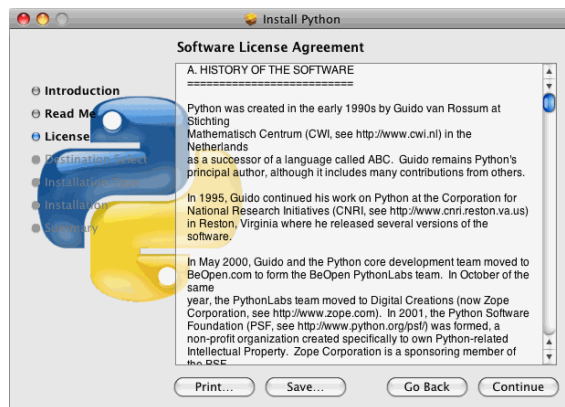 Install Python
Software License Agreement
Introduction
Read Me
License
Destination Select
Installation Type
Installation
Summary
A. HISTORY OF THE SOFTWARE
==========================
Python was created in the early 1990s by Guido van Rossum at
Stichting
Mathematisch Centrum (CWI, see http://www.cwi.nl) in the
Netherlands
as a successor of a language called ABC.  Guido remains Python's
principal author, although it includes many contributions from others.
In 1995, Guido continued his work on Python at the Corporation for
National Research Initiatives (CNRI, see http://www.cnri.reston.va.us)
in Reston, Virginia where he released several versions of the
software.
In May 2000, Guido and the Python core development team moved to
BeOpen.com to form the BeOpen PythonLabs team.  In October of the
same
year, the PythonLabs team moved to Digital Creations (now Zope
Corporation, see http://www.zope.com).  In 2001, the Python Software
Foundation (PSF, see http://www.python.org/psf/) was formed, a
non-profit organization created specifically to own Python-related
Intellectual Property.  Zope Corporation is a sponsoring member of
the PSF.
Print...
Save...
Go Back
Continue